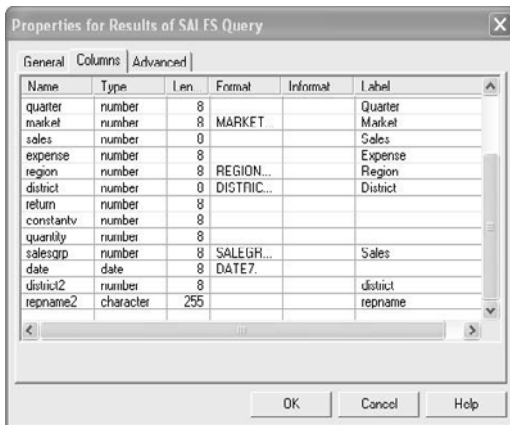 Properties for Results of SALES Query
General Columns Advanced
Name Type Len... Format Informat Label
quarter number 8 Quarter
market number 8 MARKET... Market
sales number 8 Sales
expense number 8 Expense
region number 8 REGION... Region
district number 8 DISTRIC... District
return number 8
constantv number 8
quantity number 8
salesgrp number 8 SALEGR... Sales
date date 8 DATE7.
district2 number 8 district
repname2 character 255 repname
OK Cancel Help